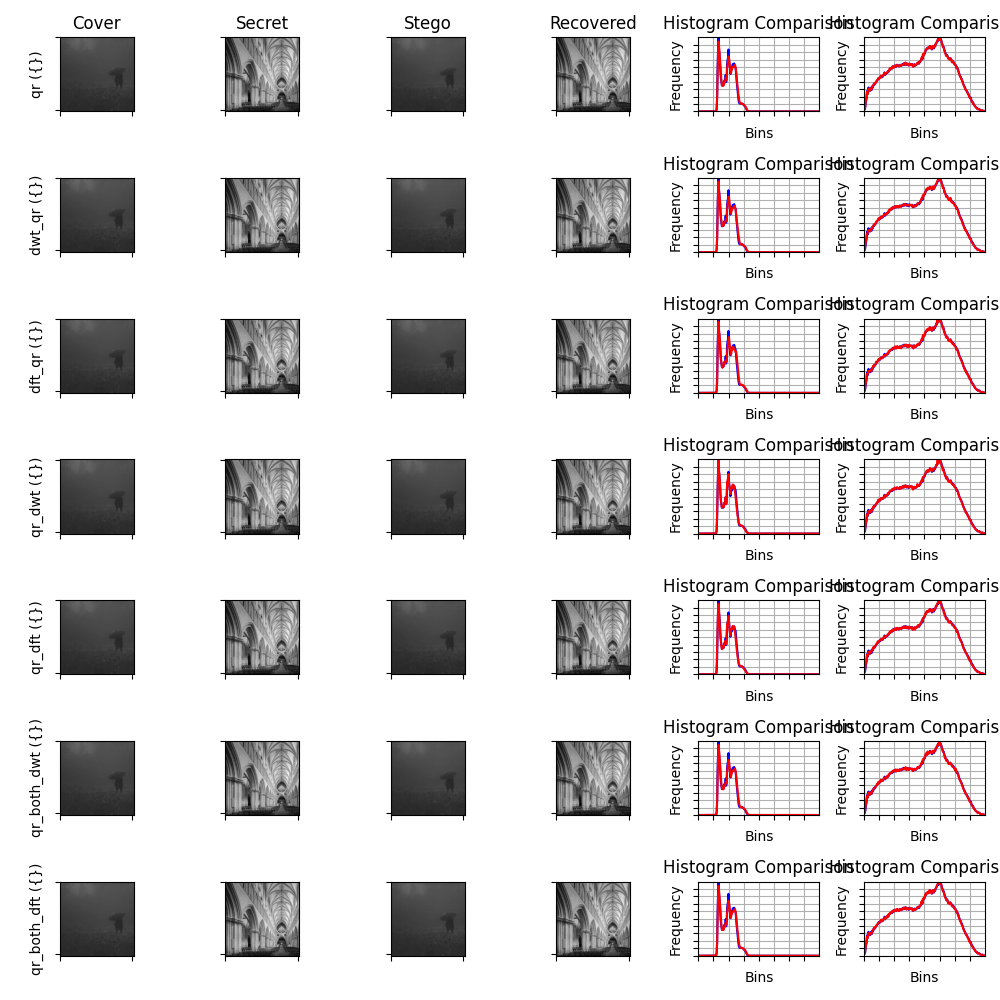 Cover Secret Stego Recovered Histogram Comparison Histogram Comparis
qr ({})
Frequency
Bins
Frequency
Bins
Histogram Comparison Histogram Comparis
dwt_qr ({})
Frequency
Bins
Frequency
Bins
Histogram Comparison Histogram Comparis
dft_qr ({})
Frequency
Bins
Frequency
Bins
Histogram Comparison Histogram Comparis
qr_dwt ({})
Frequency
Bins
Frequency
Bins
Histogram Comparison Histogram Comparis
qr_dft ({})
Frequency
Bins
Frequency
Bins
Histogram Comparison Histogram Comparis
qr_both_dwt ({})
Frequency
Bins
Frequency
Bins
Histogram Comparison Histogram Comparis
qr_both_dft ({})
Frequency
Bins
Frequency
Bins